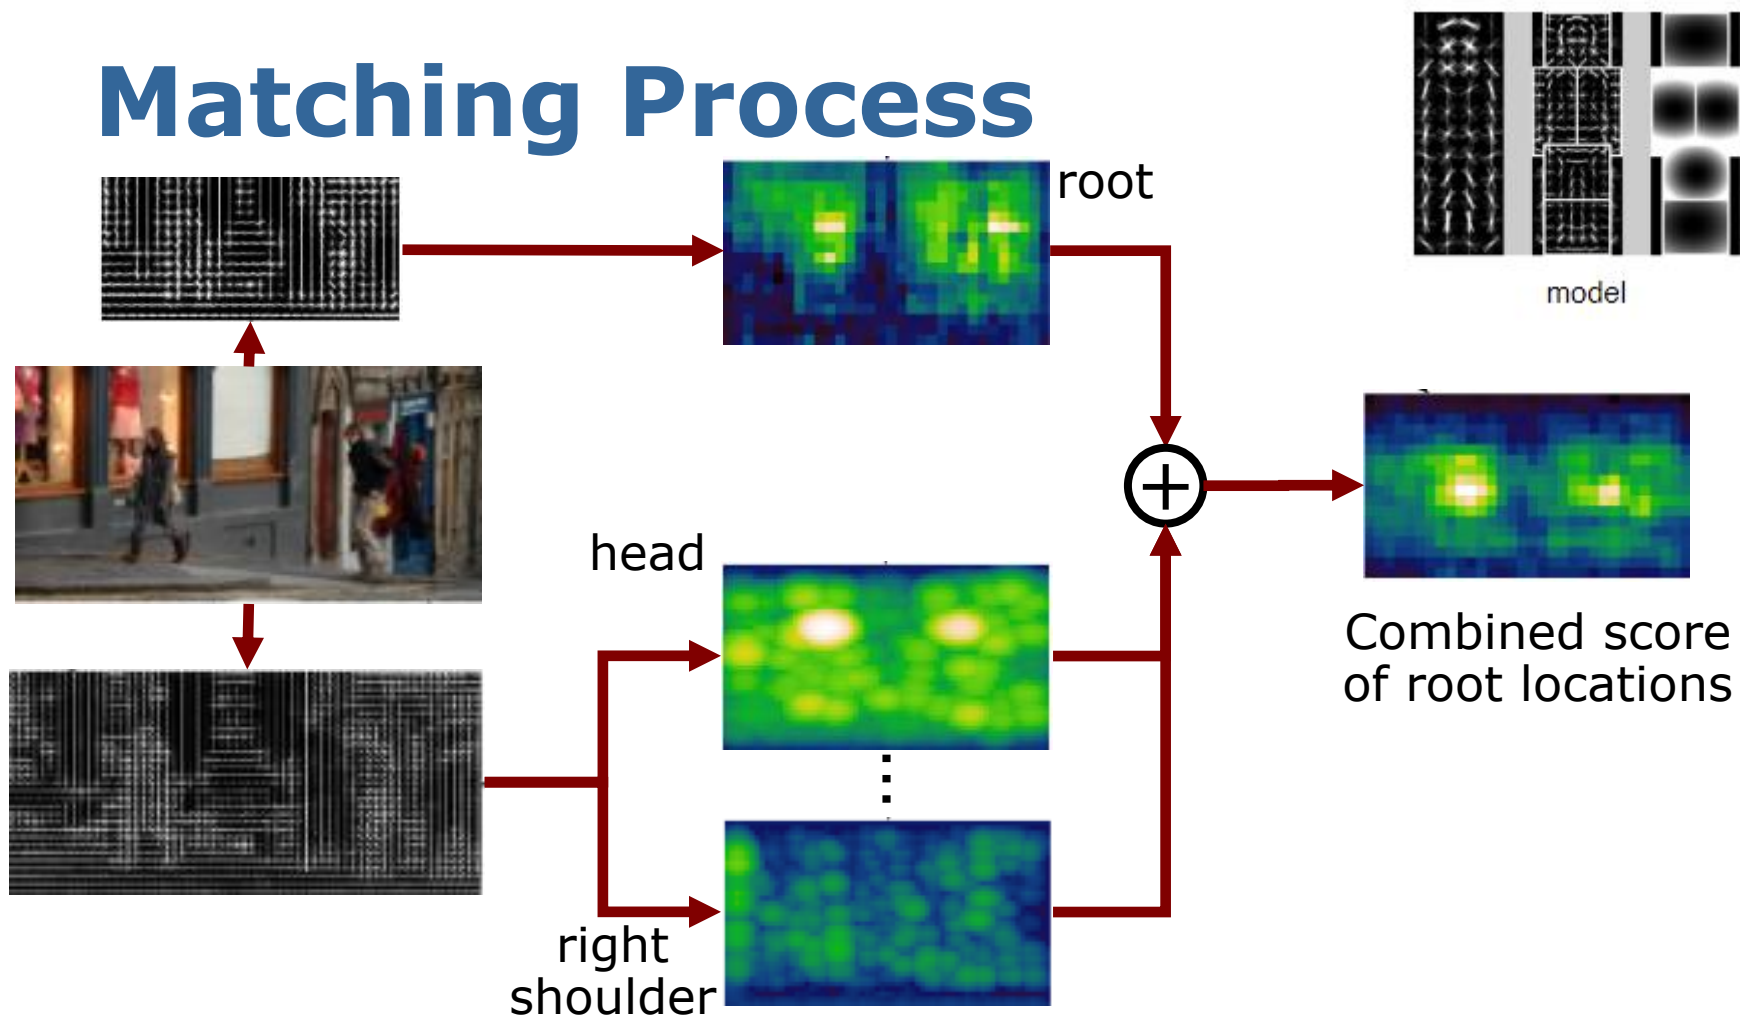 Matching Process
root
model
head
Combined score
of root locations
right
shoulder